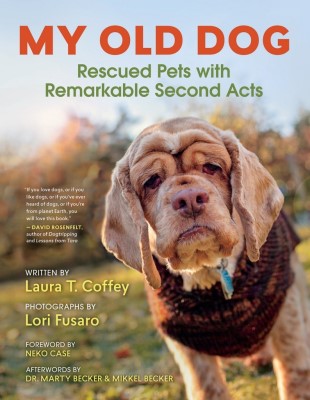 MY OLD DOG
Rescued Pets with
Remarkable Second Acts
"If you love dogs, or if you
like dogs, or if you've ever
heard of dogs, or if you're
from planet Earth, you
will love this book."
— DAVID ROSENFELT,
author of Dogtripping
and Lessons from Tara
WRITTEN BY
Laura T. Coffey
PHOTOGRAPHS BY
Lori Fusaro
FOREWORD BY
NEKO CASE
AFTERWORDS BY
DR. MARTY BECKER & MIKKEL BECKER